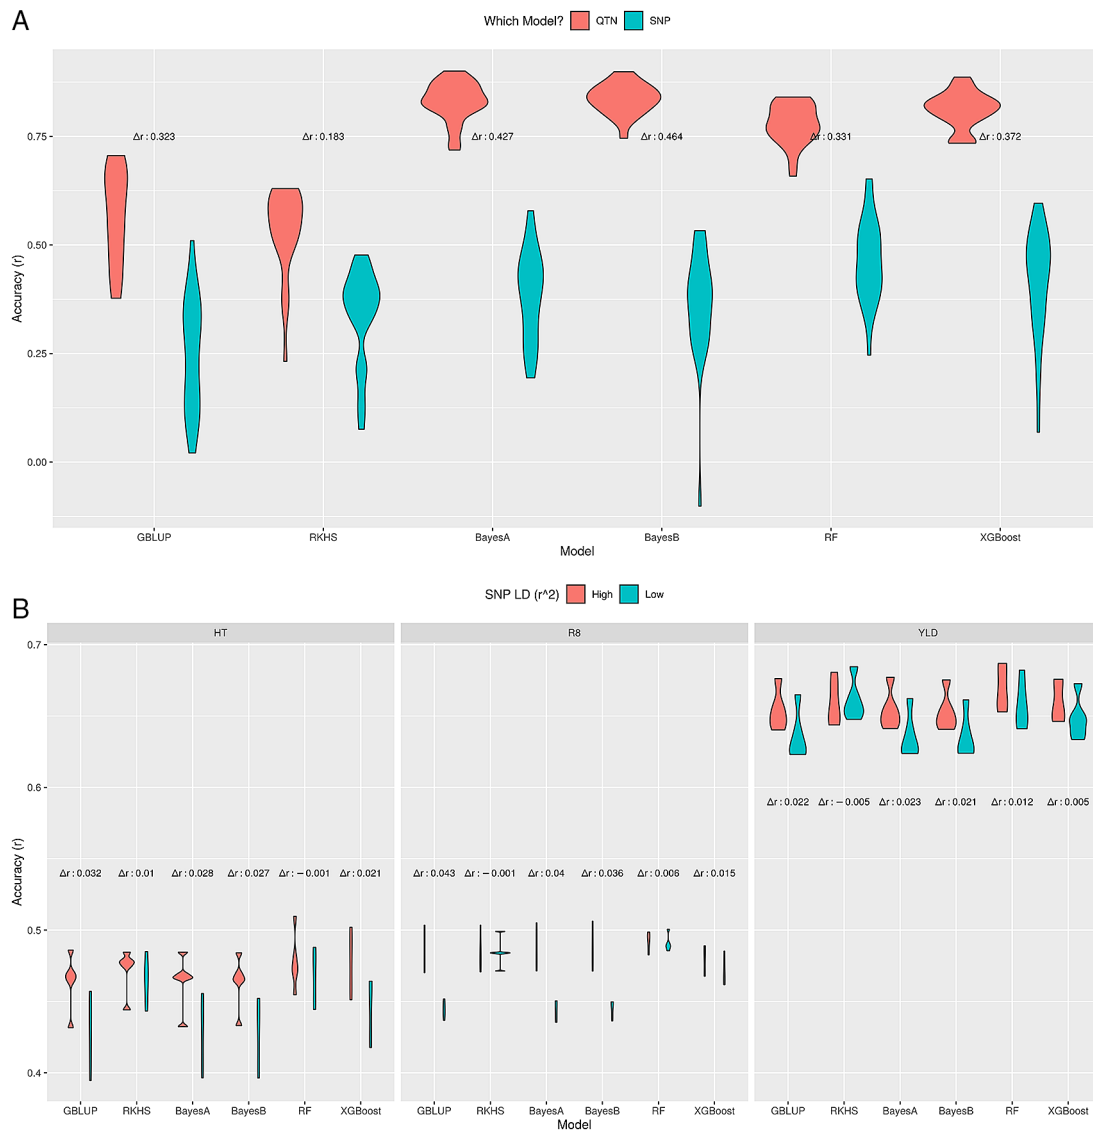 A
Which Model? QTN SNP
Accuracy (r)
0.75
0.50
0.25
0.00
Δr : 0.323 Δr : 0.183 Δr : 0.427 Δr : 0.464 Δr : 0.331 Δr : 0.372
GBLUP RKHS BayesA BayesB RF XGBoost
Model
B
SNP LD (r^2) High Low
HT R8 YLD
Accuracy (r)
0.7
0.6
0.5
0.4
Δr : 0.022 Δr : −0.005 Δr : 0.023 Δr : 0.021 Δr : 0.012 Δr : 0.005
Δr : 0.032 Δr : 0.01 Δr : 0.028 Δr : 0.027 Δr : −0.001 Δr : 0.021 Δr : 0.043 Δr : −0.001 Δr : 0.04 Δr : 0.036 Δr : 0.006 Δr : 0.015
GBLUP RKHS BayesA BayesB RF XGBoost GBLUP RKHS BayesA BayesB RF XGBoost GBLUP RKHS BayesA BayesB RF XGBoost
Model